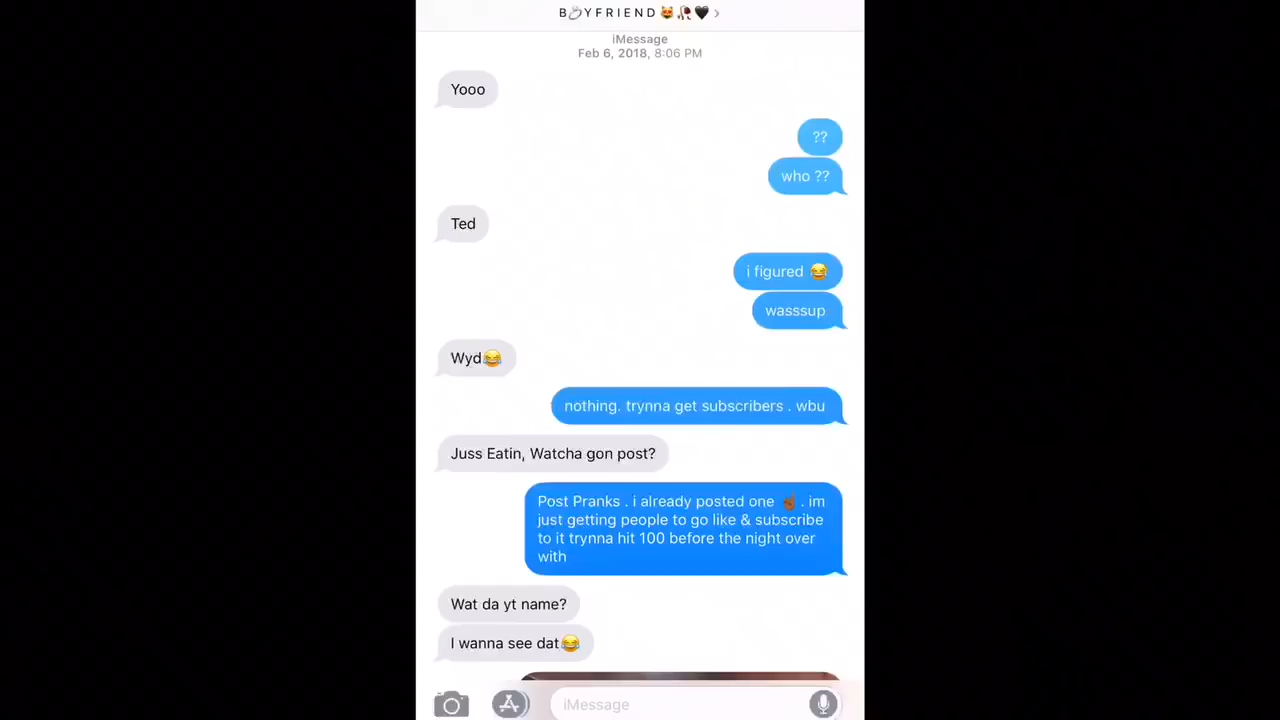 B💍YFRIEND😻🥀🖤 >
iMessage
Feb 6, 2018, 8:06 PM
Yooo
??
who ??
Ted
i figured 😂
wasssup
Wyd😂
nothing. trynna get subscribers . wbu
Juss Eatin, Watcha gon post?
Post Pranks . i already posted one ☝🏾 . im
just getting people to go like & subscribe
to it trynna hit 100 before the night over
with
Wat da yt name?
I wanna see dat😂
iMessage